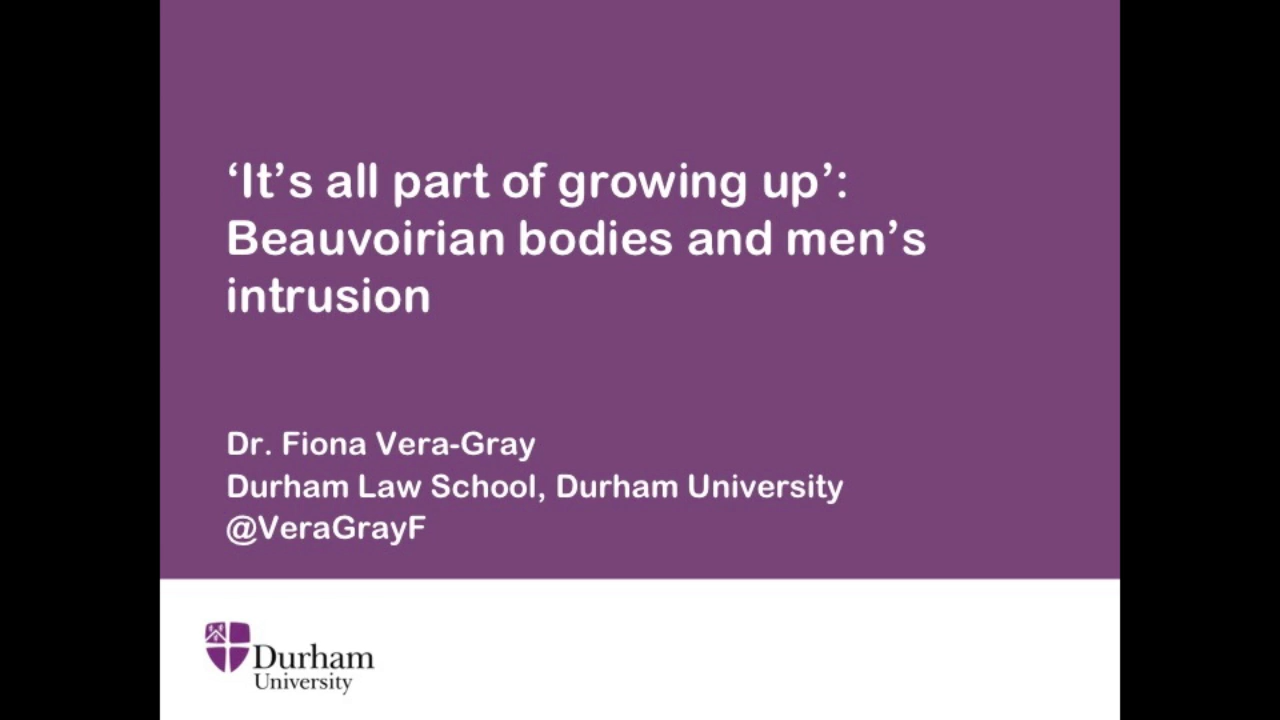 ‘It’s all part of growing up’:
Beauvoirian bodies and men’s
intrusion
Dr. Fiona Vera-Gray
Durham Law School, Durham University
@VeraGrayF
Durham
University